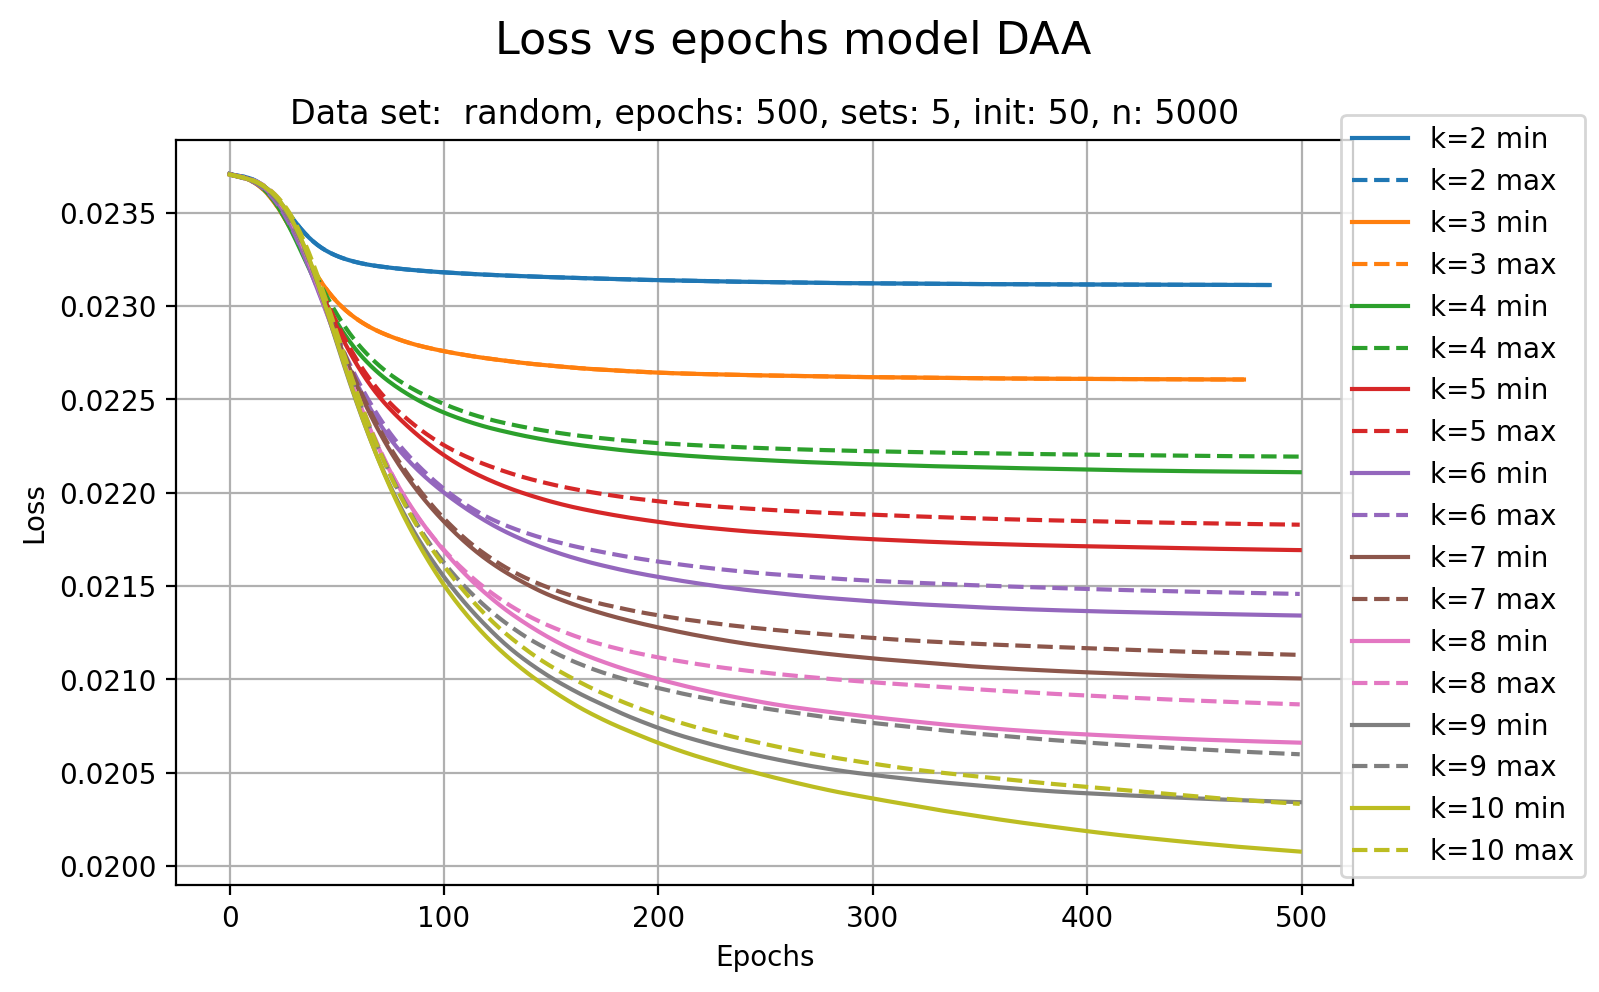 Loss vs epochs model DAA
Data set:  random, epochs: 500, sets: 5, init: 50, n: 5000
Loss
0.0235
0.0230
0.0225
0.0220
0.0215
0.0210
0.0205
0.0200
0 100 200 300 400 500
Epochs
k=2 min
k=2 max
k=3 min
k=3 max
k=4 min
k=4 max
k=5 min
k=5 max
k=6 min
k=6 max
k=7 min
k=7 max
k=8 min
k=8 max
k=9 min
k=9 max
k=10 min
k=10 max